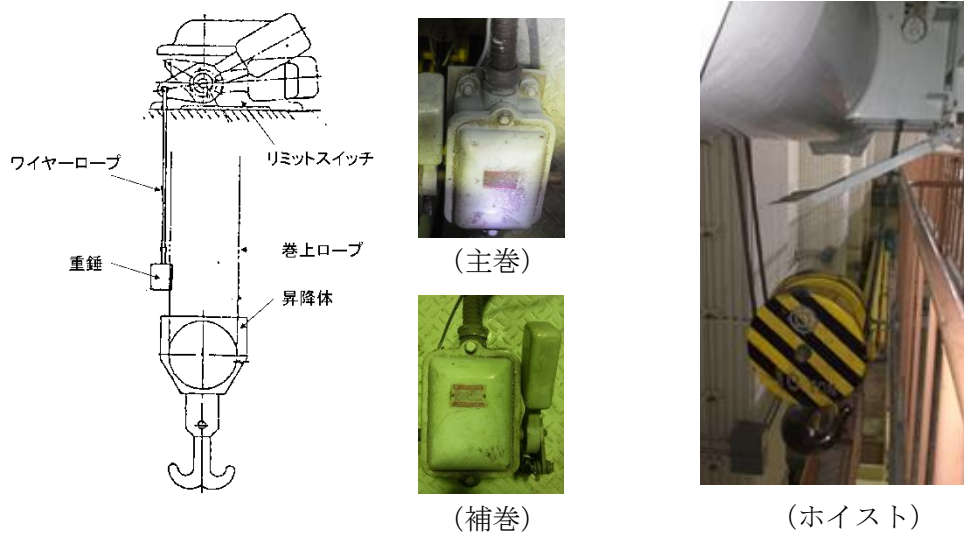 ワイヤーロープ
リミットスイッチ
重錘
巻上ロープ
昇降体
（主巻）
（補巻）
（ホイスト）